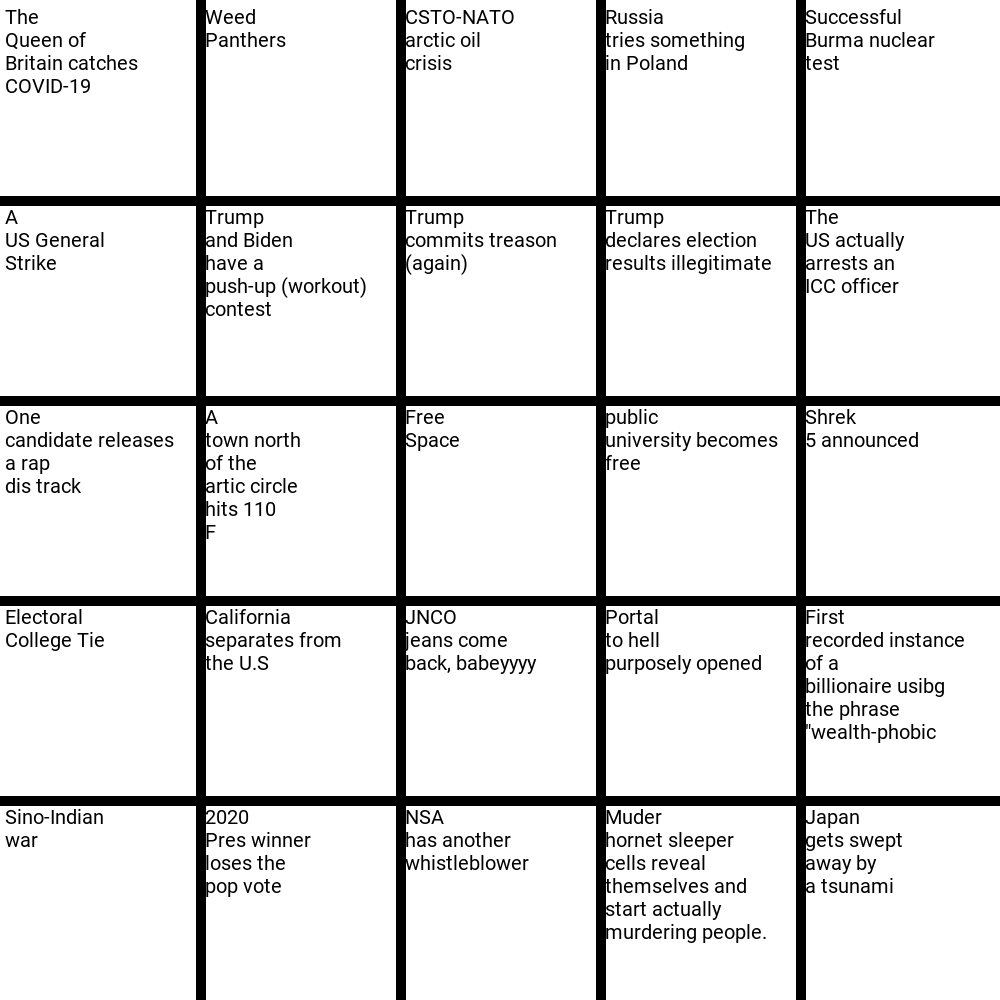 The
Queen of
Britain catches
COVID-19
Weed
Panthers
CSTO-NATO
arctic oil
crisis
Russia
tries something
in Poland
Successful
Burma nuclear
test
A
US General
Strike
Trump
and Biden
have a
push-up (workout)
contest
Trump
commits treason
(again)
Trump
declares election
results illegitimate
The
US actually
arrests an
ICC officer
One
candidate releases
a rap
dis track
A
town north
of the
artic circle
hits 110
F
Free
Space
public
university becomes
free
Shrek
5 announced
Electoral
College Tie
California
separates from
the U.S
JNCO
jeans come
back, babeyyyy
Portal
to hell
purposely opened
First
recorded instance
of a
billionaire usibg
the phrase
"wealth-phobic
Sino-Indian
war
2020
Pres winner
loses the
pop vote
NSA
has another
whistleblower
Muder
hornet sleeper
cells reveal
themselves and
start actually
murdering people.
Japan
gets swept
away by
a tsunami